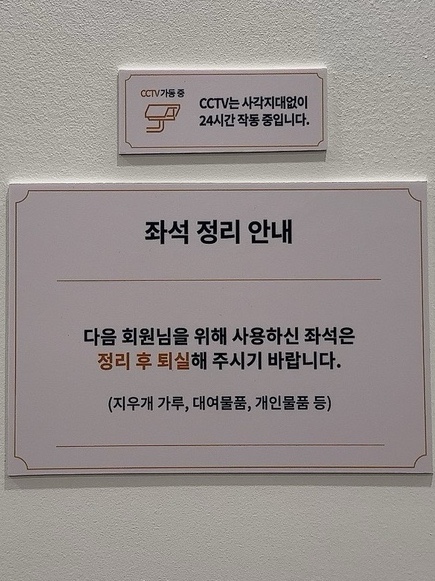 CCTV가동 중
CCTV는 사각지대없이
24시간 작동 중입니다.
좌석 정리 안내
다음 회원님을 위해 사용하신 좌석은
정리 후 퇴실해 주시기 바랍니다.
(지우개 가루, 대여물품, 개인물품 등)